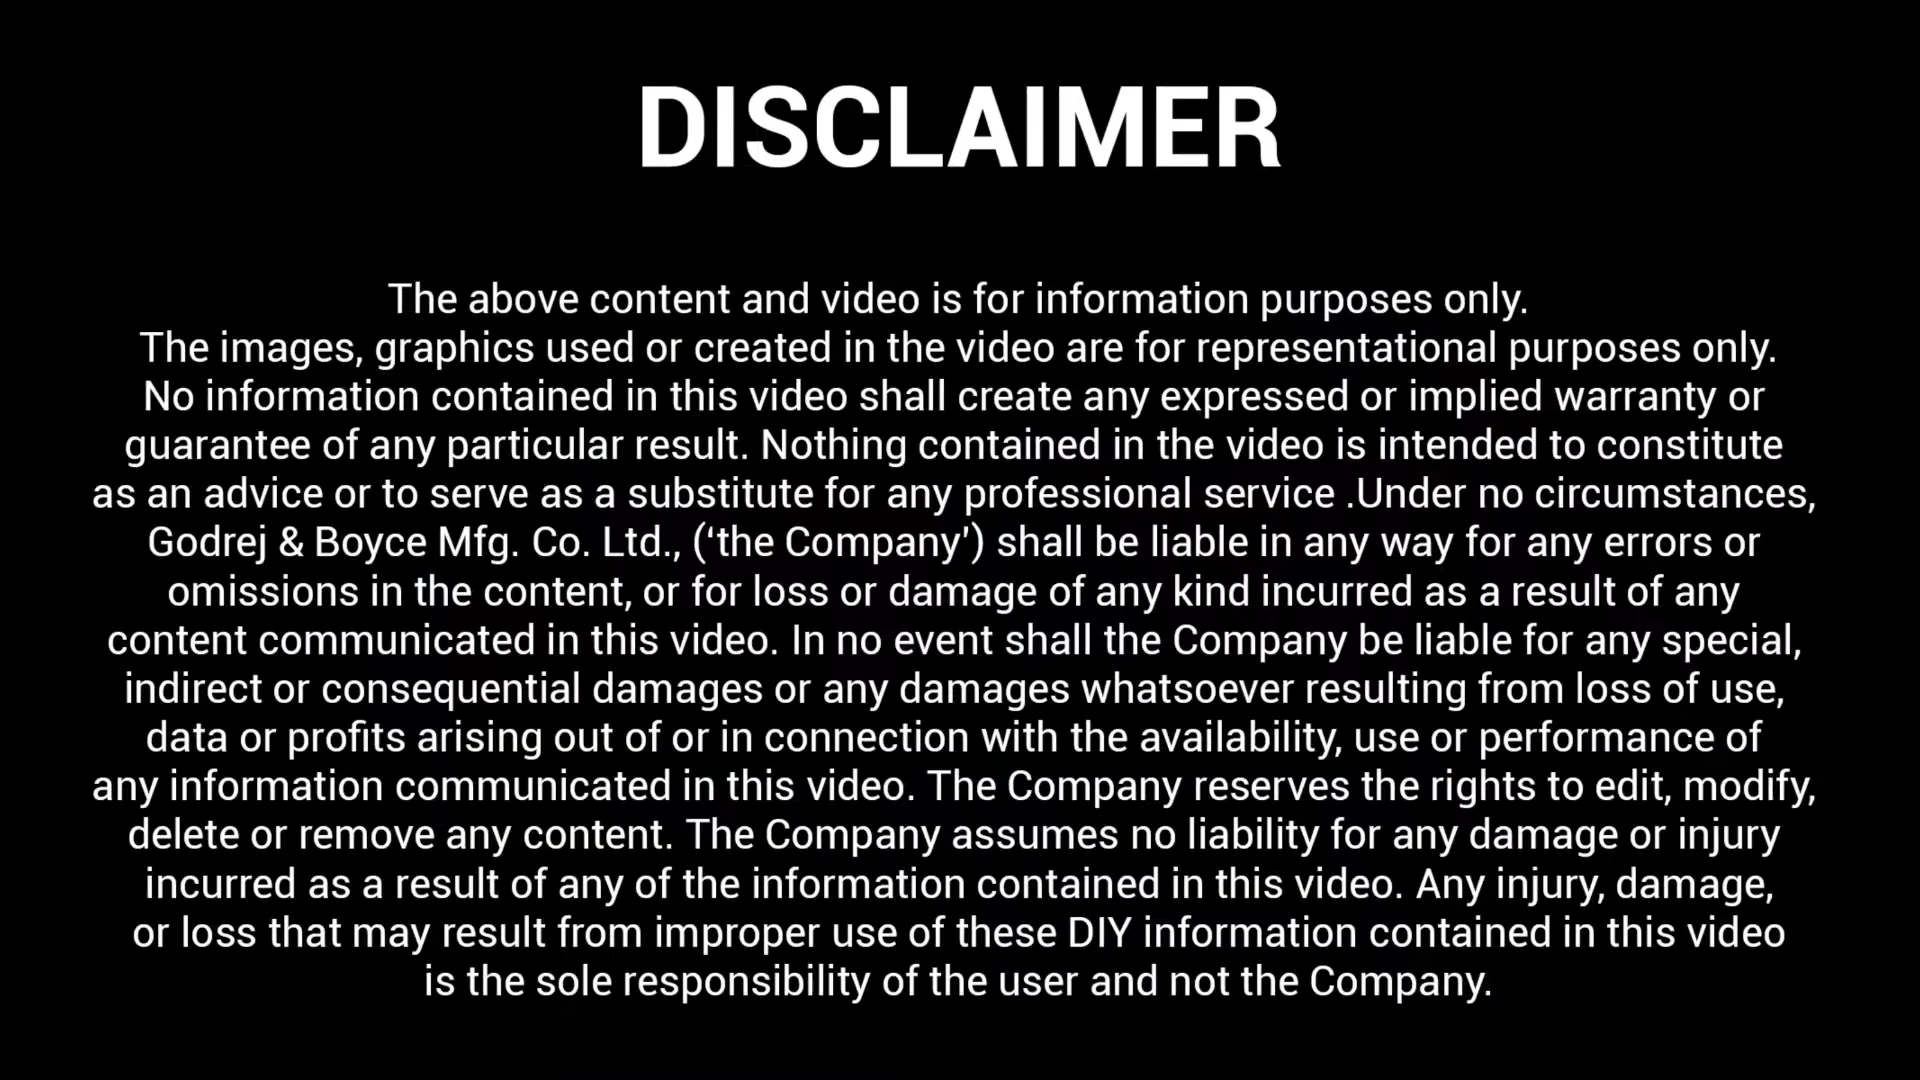 DISCLAIMER
The above content and video is for information purposes only.
The images, graphics used or created in the video are for representational purposes only.
No information contained in this video shall create any expressed or implied warranty or
guarantee of any particular result. Nothing contained in the video is intended to constitute
as an advice or to serve as a substitute for any professional service .Under no circumstances,
Godrej & Boyce Mfg. Co. Ltd., (‘the Company’) shall be liable in any way for any errors or
omissions in the content, or for loss or damage of any kind incurred as a result of any
content communicated in this video. In no event shall the Company be liable for any special,
indirect or consequential damages or any damages whatsoever resulting from loss of use,
data or profits arising out of or in connection with the availability, use or performance of
any information communicated in this video. The Company reserves the rights to edit, modify,
delete or remove any content. The Company assumes no liability for any damage or injury
incurred as a result of any of the information contained in this video. Any injury, damage,
or loss that may result from improper use of these DIY information contained in this video
is the sole responsibility of the user and not the Company.